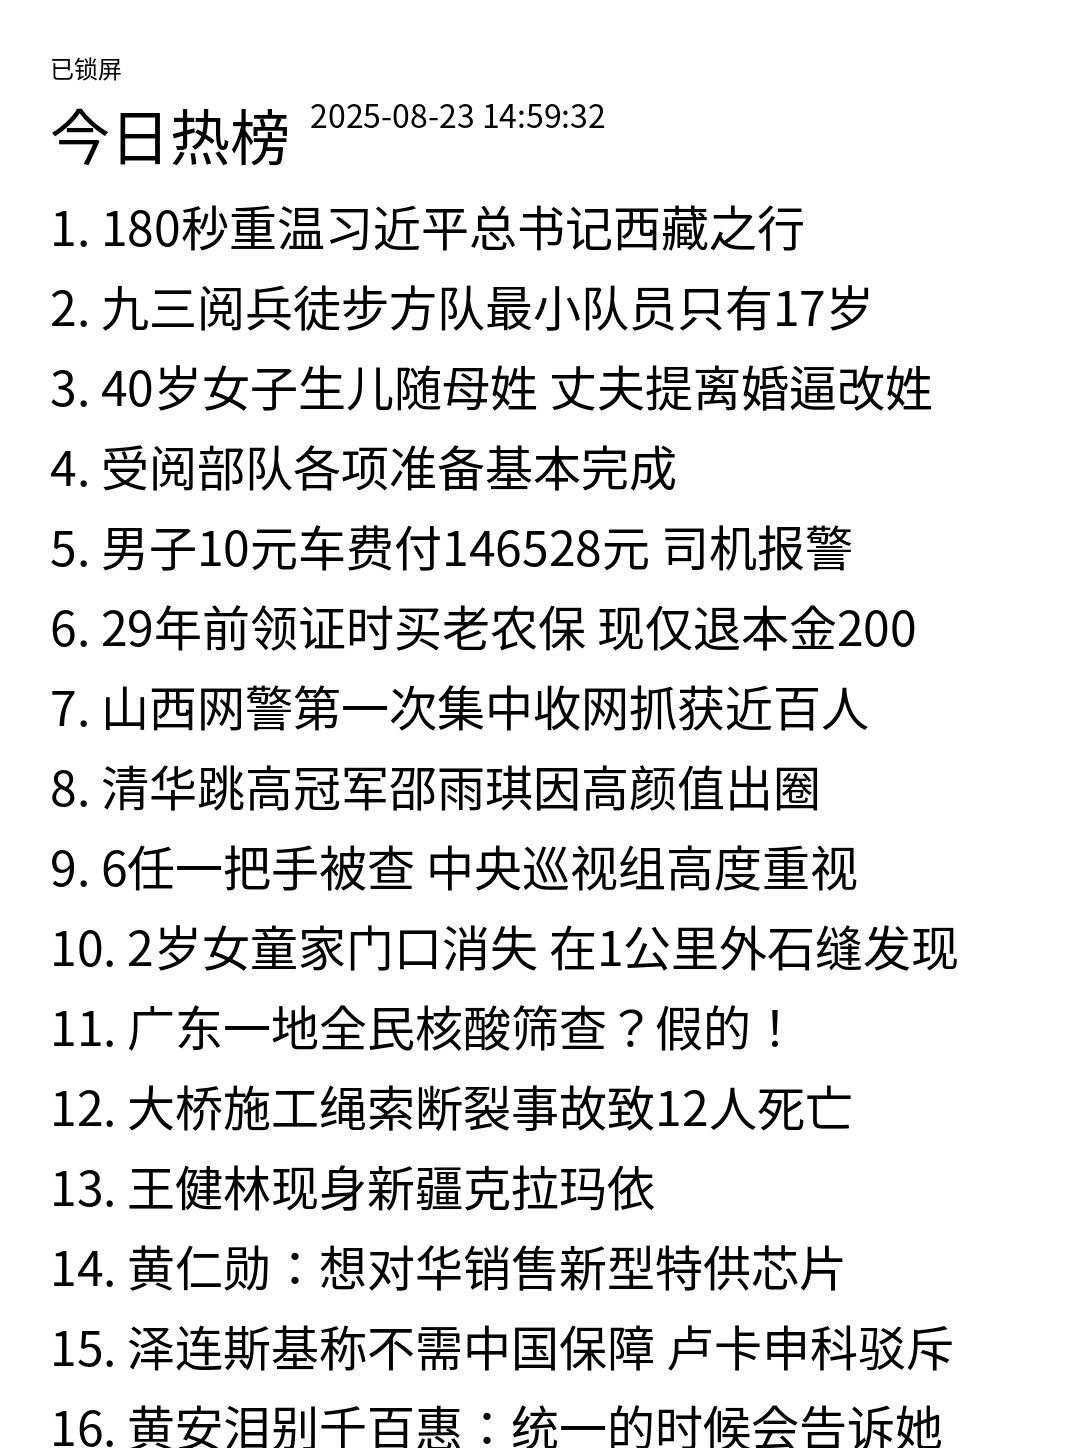 已锁屏
今日热榜 2025-08-23 14:59:32
1. 180秒重温习近平总书记西藏之行
2. 九三阅兵徒步方队最小队员只有17岁
3. 40岁女子生儿随母姓 丈夫提离婚逼改姓
4. 受阅部队各项准备基本完成
5. 男子10元车费付146528元 司机报警
6. 29年前领证时买老农保 现仅退本金200
7. 山西网警第一次集中收网抓获近百人
8. 清华跳高冠军邵雨琪因高颜值出圈
9. 6任一把手被查 中央巡视组高度重视
10. 2岁女童家门口消失 在1公里外石缝发现
11. 广东一地全民核酸筛查？假的！
12. 大桥施工绳索断裂事故致12人死亡
13. 王健林现身新疆克拉玛依
14. 黄仁勋：想对华销售新型特供芯片
15. 泽连斯基称不需中国保障 卢卡申科驳斥
16. 黄安泪别千百惠：统一的时候会告诉她